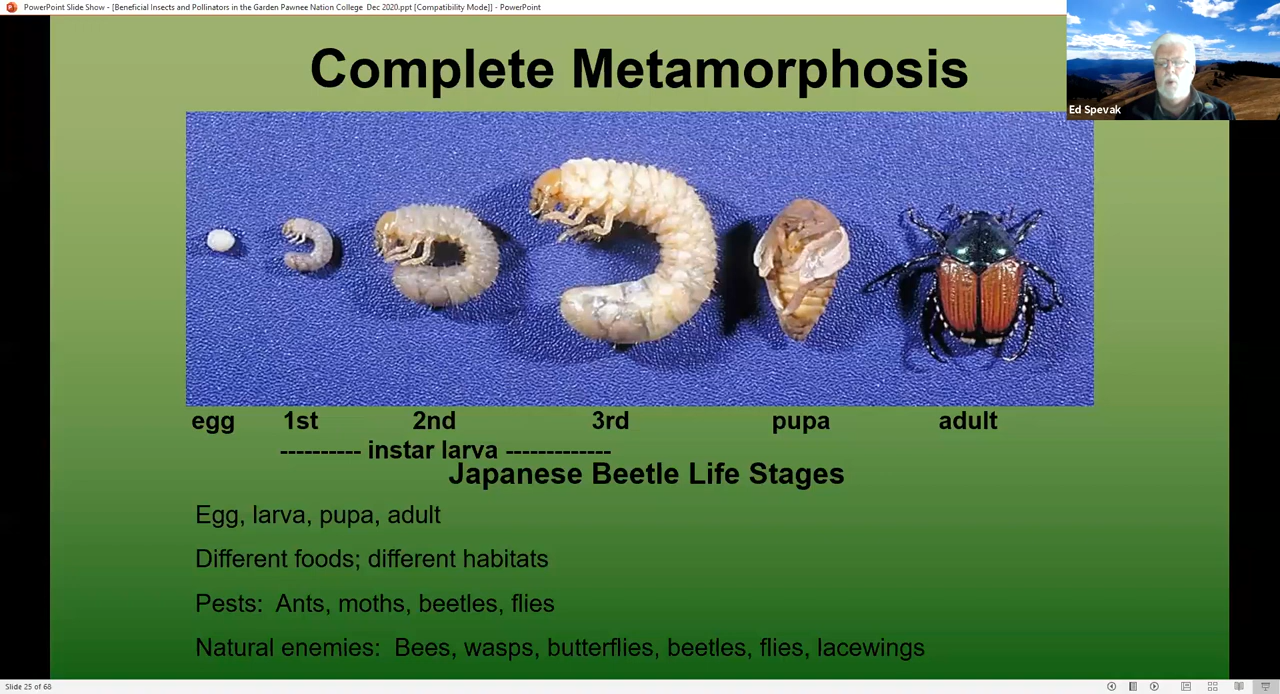 PowerPoint Slide Show - [Beneficial Insects and Pollinators in the Garden Pawnee Nation College  Dec 2020.ppt [Compatibility Mode]] - PowerPoint
Complete Metamorphosis
Ed Spevak
egg 1st 2nd 3rd pupa adult
---------- instar larva -------------
Japanese Beetle Life Stages
Egg, larva, pupa, adult
Different foods; different habitats
Pests:  Ants, moths, beetles, flies
Natural enemies:  Bees, wasps, butterflies, beetles, flies, lacewings
Slide 25 of 68